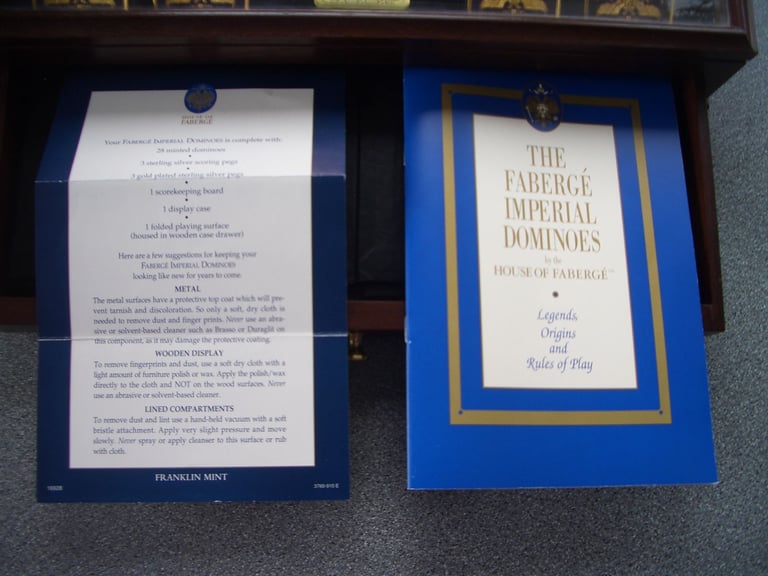 HOUSE OF
FABERGÉ
Your FABERGÉ IMPERIAL DOMINOES is complete with:
28 minted dominoes
•
3 sterling silver scoring pegs
•
3 gold plated sterling silver pegs
•
1 scorekeeping board
•
1 display case
•
1 folded playing surface
(housed in wooden case drawer)
Here are a few suggestions for keeping your
FABERGÉ IMPERIAL DOMINOES
looking like new for years to come.
METAL
The metal surfaces have a protective top coat which will pre-
vent tarnish and discoloration. So only a soft, dry cloth is
needed to remove dust and finger prints. Never use an abra-
sive or solvent-based cleaner such as Brasso or Duraglit on
this component, as it may damage the protective coating.
WOODEN DISPLAY
To remove fingerprints and dust, use a soft dry cloth with a
light amount of furniture polish or wax. Apply the polish/wax
directly to the cloth and NOT on the wood surfaces. Never
use an abrasive or solvent-based cleaner.
LINED COMPARTMENTS
To remove dust and lint use a hand-held vacuum with a soft
bristle attachment. Apply very slight pressure and move
slowly. Never spray or apply cleanser to this surface or rub
with cloth.
FRANKLIN MINT
THE
FABERGÉ
IMPERIAL
DOMINOES
by the
HOUSE OF FABERGÉ™
•
Legends,
Origins
and
Rules of Play